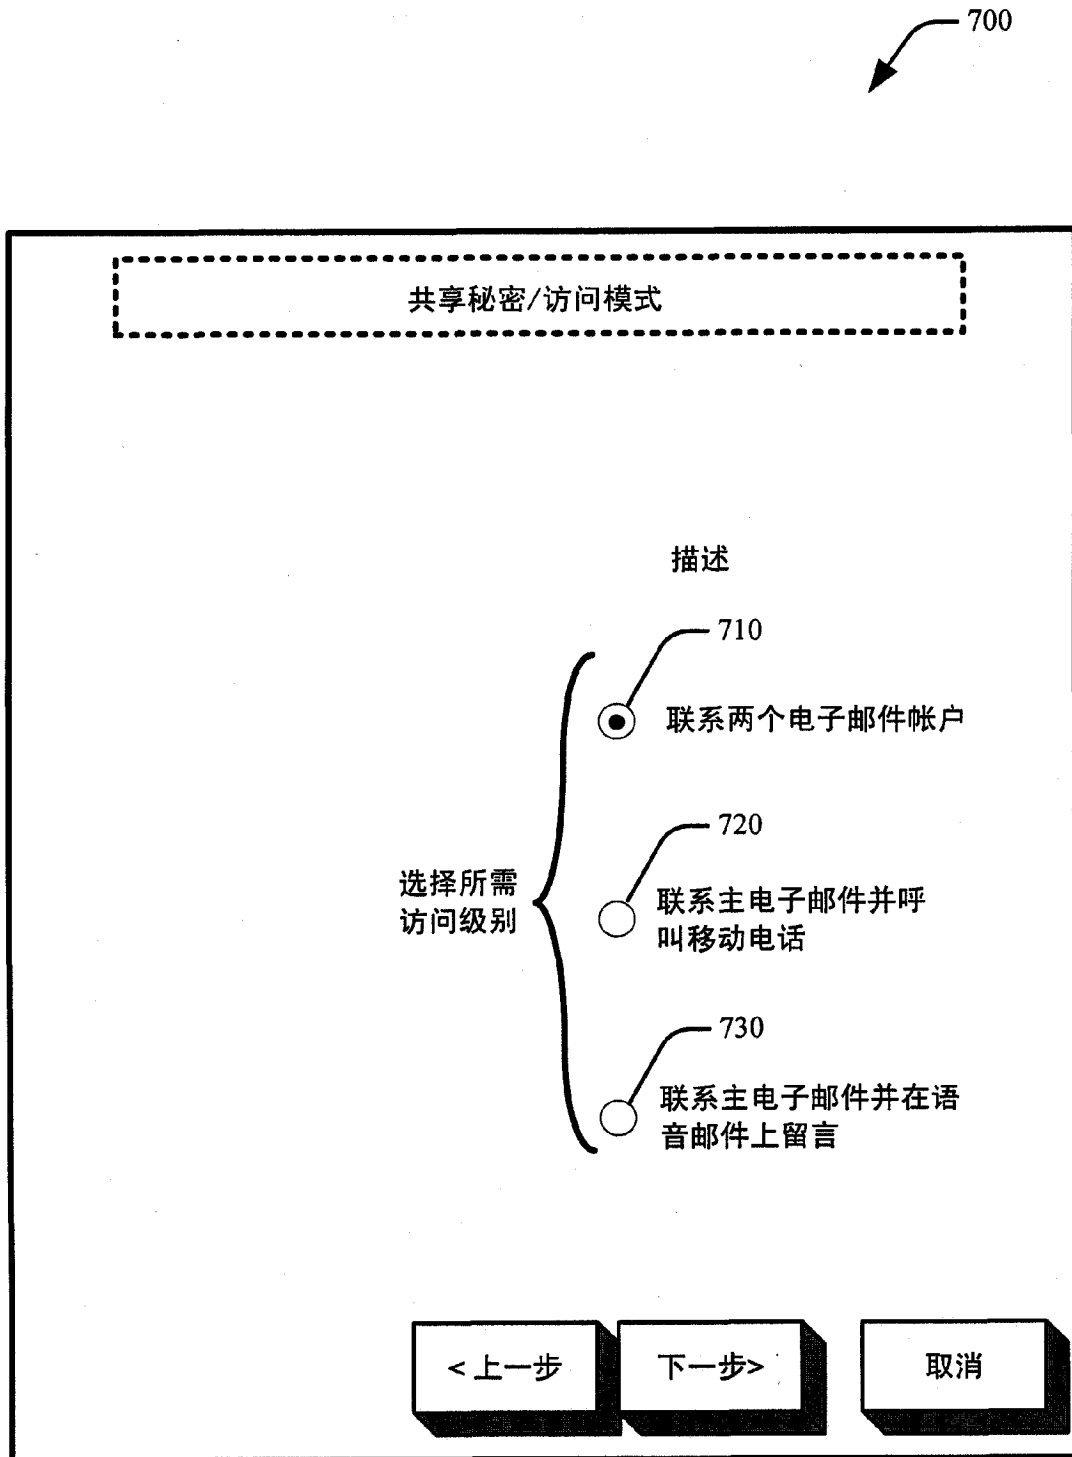 700
共享秘密/访问模式
描述
710
联系两个电子邮件帐户
720
联系主电子邮件并呼
叫移动电话
选择所需
访问级别
730
联系主电子邮件并在语
音邮件上留言
<上一步
下一步>
取消